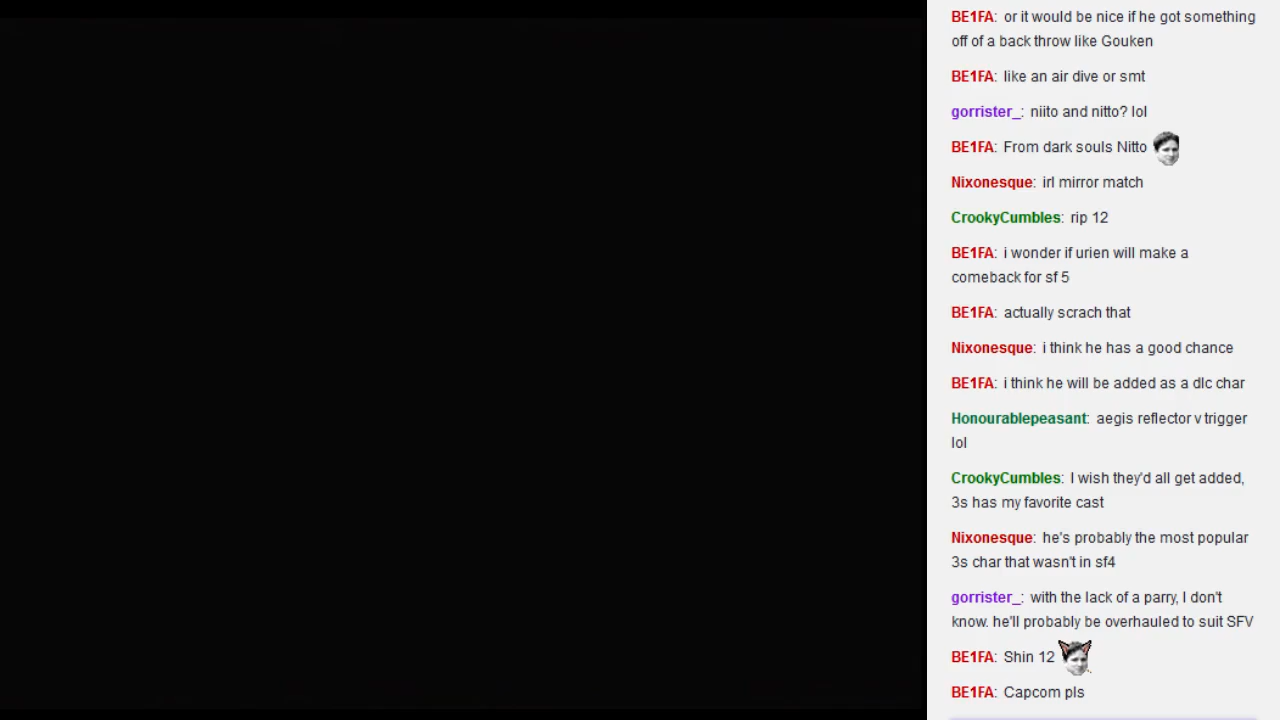 BE1FA: or it would be nice if he got something
off of a back throw like Gouken
BE1FA: like an air dive or smt
gorrister_: niito and nitto? lol
BE1FA: From dark souls Nitto
Nixonesque: irl mirror match
CrookyCumbles: rip 12
BE1FA: i wonder if urien will make a
comeback for sf 5
BE1FA: actually scrach that
Nixonesque: i think he has a good chance
BE1FA: i think he will be added as a dlc char
Honourablepeasant: aegis reflector v trigger
lol
CrookyCumbles: I wish they'd all get added,
3s has my favorite cast
Nixonesque: he's probably the most popular
3s char that wasn't in sf4
gorrister_: with the lack of a parry, I don't
know. he'll probably be overhauled to suit SFV
BE1FA: Shin 12
BE1FA: Capcom pls